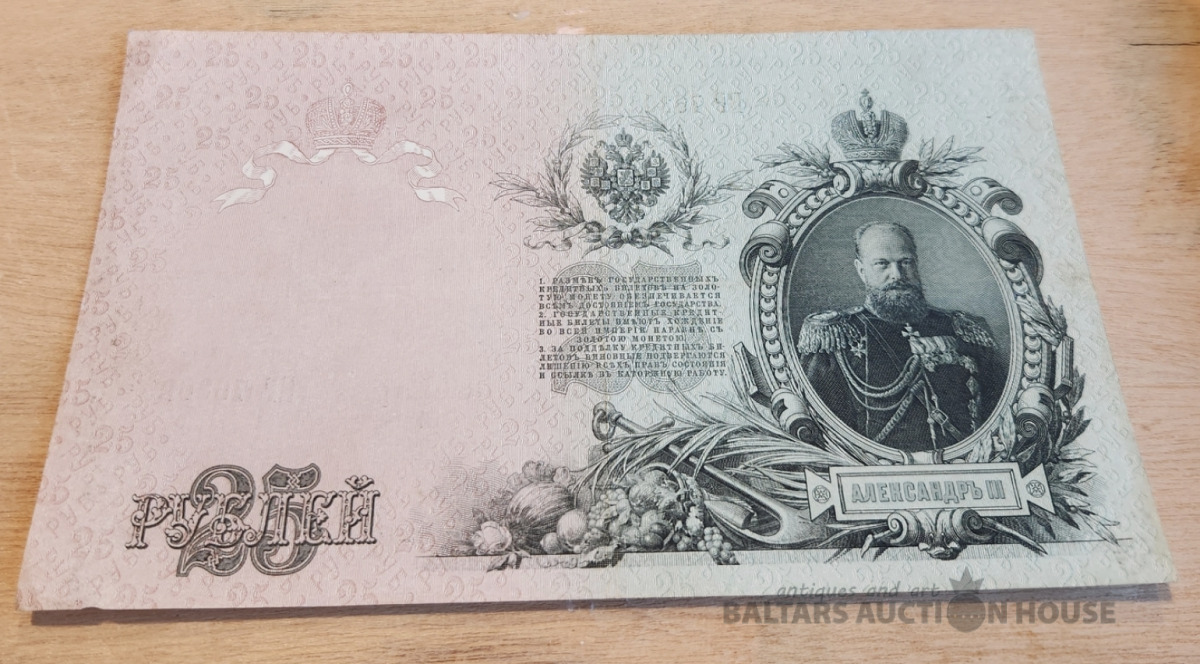 1. РАЗМѢНЪ ГОСУДАРСТВЕННЫХЪ
КРЕДИТНЫХЪ БИЛЕТОВЪ НА ЗОЛО-
ТУЮ МОНЕТУ ОБЕЗПЕЧИВАЕТСЯ
ВСѢМЪ ДОСТОЯНІЕМЪ ГОСУДАРСТВА.
2. ГОСУДАРСТВЕННЫЕ КРЕДИТ-
НЫЕ БИЛЕТЫ ИМѢЮТЪ ХОЖДЕНІЕ
ВО ВСЕЙ ИМПЕРІИ НАРАВНѢ СЪ
ЗОЛОТОЮ МОНЕТОЮ.
3. ЗА ПОДДѢЛКУ КРЕДИТНЫХЪ БИ-
ЛЕТОВЪ ВИНОВНЫЕ ПОДВЕРГАЮТСЯ
ЛИШЕНІЮ ВСѢХЪ ПРАВЪ СОСТОЯНІЯ
И ССЫЛКѢ ВЪ КАТОРЖНУЮ РАБОТУ.
25
25
РУБЛЕЙ
АЛЕКСАНДРЪ III
antiques and art
BALTARS AUCTION HOUSE